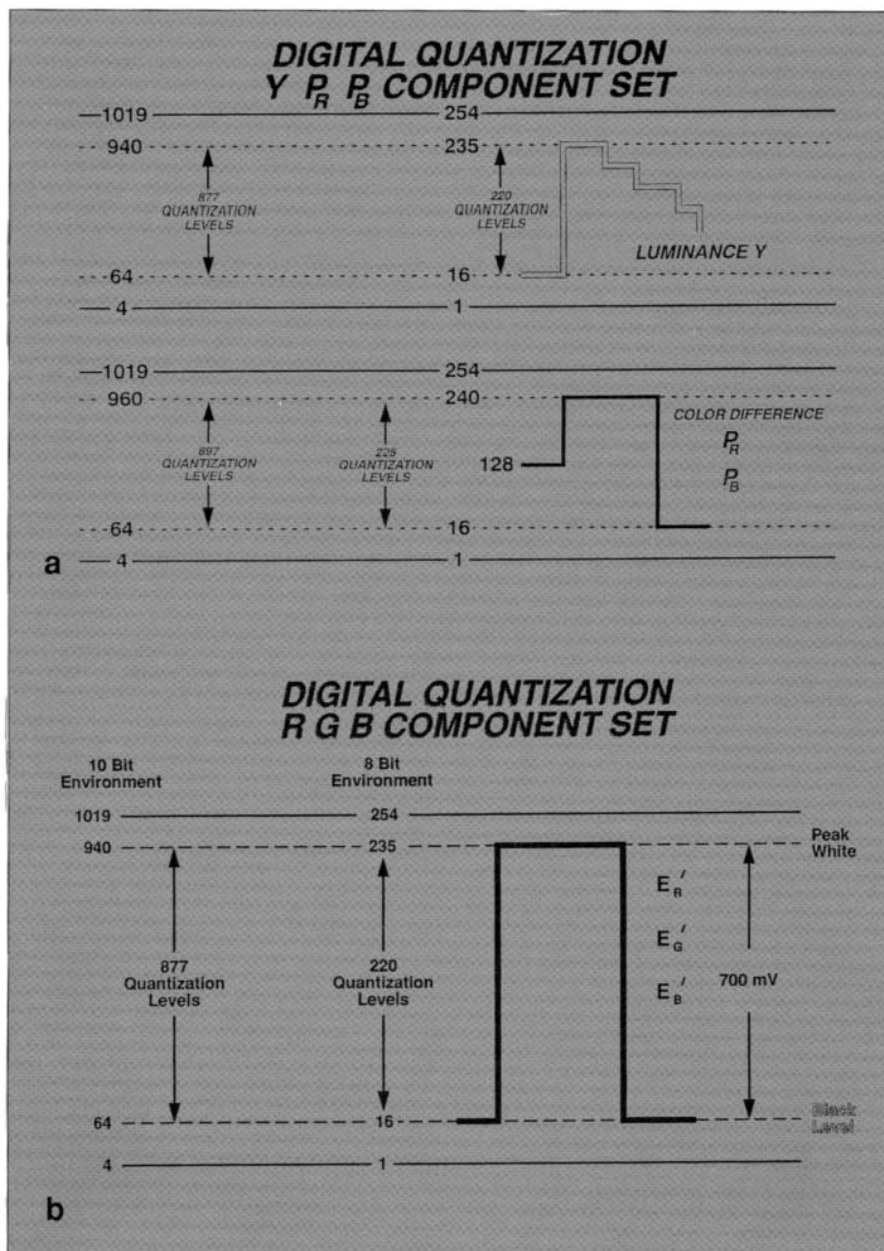 DIGITAL QUANTIZATION
Y PR PB COMPONENT SET
1019 254
940 235
877
QUANTIZATION
LEVELS
220
QUANTIZATION
LEVELS
LUMINANCE Y
64 16
4 1
1019 254
960 240
COLOR DIFFERENCE
PR
PB
897
QUANTIZATION
LEVELS
225
QUANTIZATION
LEVELS
128
64 16
a 4 1
DIGITAL QUANTIZATION
R G B COMPONENT SET
10 Bit
Environment
8 Bit
Environment
1019 254
940 235
Peak
White
ER′
EG′
EB′
877
Quantization
Levels
220
Quantization
Levels
700 mV
64 16
Black
Level
4 1
b